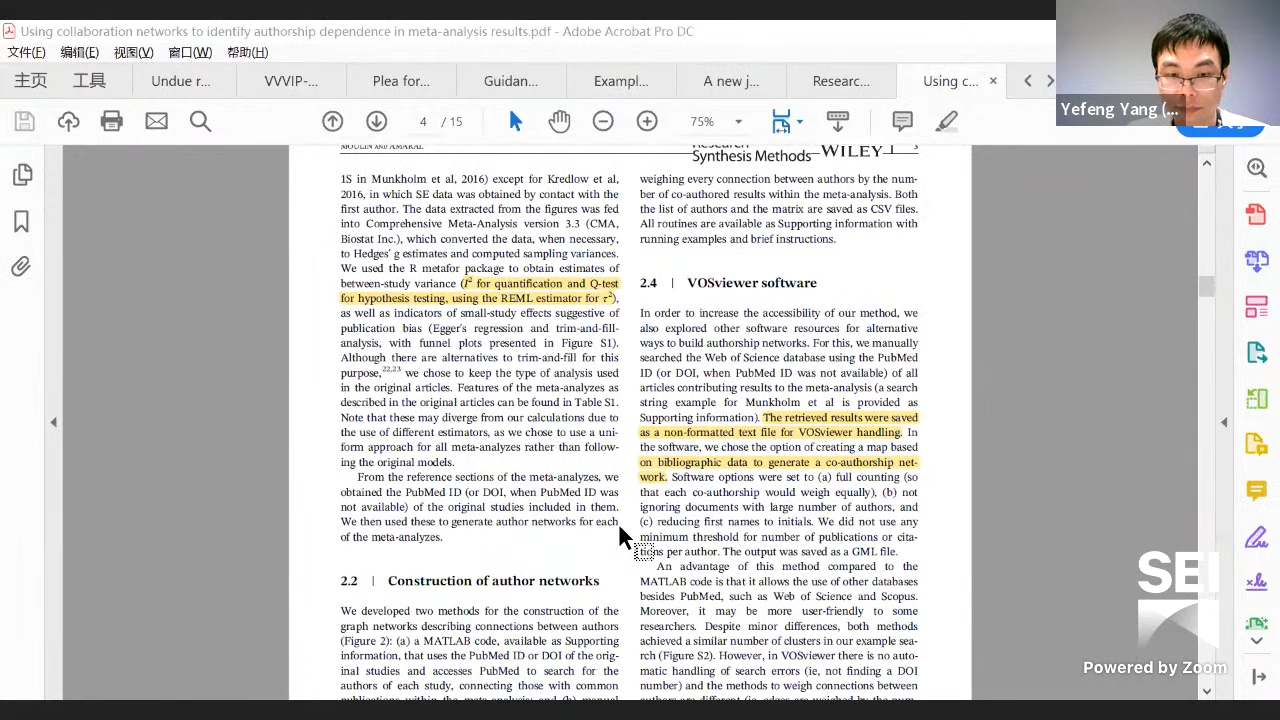 Using collaboration networks to identify authorship dependence in meta-analysis results.pdf - Adobe Acrobat Pro DC
文件(F) 编辑(E) 视图(V) 窗口(W) 帮助(H)
主页 工具 Undue r... VVVIP-... Plea for... Guidan... Exampl... A new j... Researc... Using c... ×
4 / 15 75%
Yefeng Yang (...
MOULIN AND AMARAL
Research
Synthesis Methods WILEY 3
1S in Munkholm et al, 2016) except for Kredlow et al,
2016, in which SE data was obtained by contact with the
first author. The data extracted from the figures was fed
into Comprehensive Meta-Analysis version 3.3 (CMA,
Biostat Inc.), which converted the data, when necessary,
to Hedges' g estimates and computed sampling variances.
We used the R metafor package to obtain estimates of
between-study variance (I² for quantification and Q-test
for hypothesis testing, using the REML estimator for τ²),
as well as indicators of small-study effects suggestive of
publication bias (Egger's regression and trim-and-fill-
analysis, with funnel plots presented in Figure S1).
Although there are alternatives to trim-and-fill for this
purpose,22,23 we chose to keep the type of analysis used
in the original articles. Features of the meta-analyses as
described in the original articles can be found in Table S1.
Note that these may diverge from our calculations due to
the use of different estimators, as we chose to use a uni-
form approach for all meta-analyses rather than follow-
ing the original models.
From the reference sections of the meta-analyses, we
obtained the PubMed ID (or DOI, when PubMed ID was
not available) of the original studies included in them.
We then used these to generate author networks for each
of the meta-analyses.
2.2 | Construction of author networks
We developed two methods for the construction of the
graph networks describing connections between authors
(Figure 2): (a) a MATLAB code, available as Supporting
information, that uses the PubMed ID or DOI of the orig-
inal studies and accesses PubMed to search for the
authors of each study, connecting those with common
publications within the meta-analysis; and (b) manual
weighing every connection between authors by the num-
ber of co-authored results within the meta-analysis. Both
the list of authors and the matrix are saved as CSV files.
All routines are available as Supporting information with
running examples and brief instructions.
2.4 | VOSviewer software
In order to increase the accessibility of our method, we
also explored other software resources for alternative
ways to build authorship networks. For this, we manually
searched the Web of Science database using the PubMed
ID (or DOI, when PubMed ID was not available) of all
articles contributing results to the meta-analysis (a search
string example for Munkholm et al is provided as
Supporting information). The retrieved results were saved
as a non-formatted text file for VOSviewer handling. In
the software, we chose the option of creating a map based
on bibliographic data to generate a co-authorship net-
work. Software options were set to (a) full counting (so
that each co-authorship would weigh equally), (b) not
ignoring documents with large number of authors, and
(c) reducing first names to initials. We did not use any
minimum threshold for number of publications or cita-
tions per author. The output was saved as a GML file.
An advantage of this method compared to the
MATLAB code is that it allows the use of other databases
besides PubMed, such as Web of Science and Scopus.
Moreover, it may be more user-friendly to some
researchers. Despite minor differences, both methods
achieved a similar number of clusters in our example sea-
rch (Figure S2). However, in VOSviewer there is no auto-
matic handling of search errors (ie, not finding a DOI
number) and the methods to weigh connections between
authors are different (ie, edges are weighed by the num-
SEI
Powered by Zoom